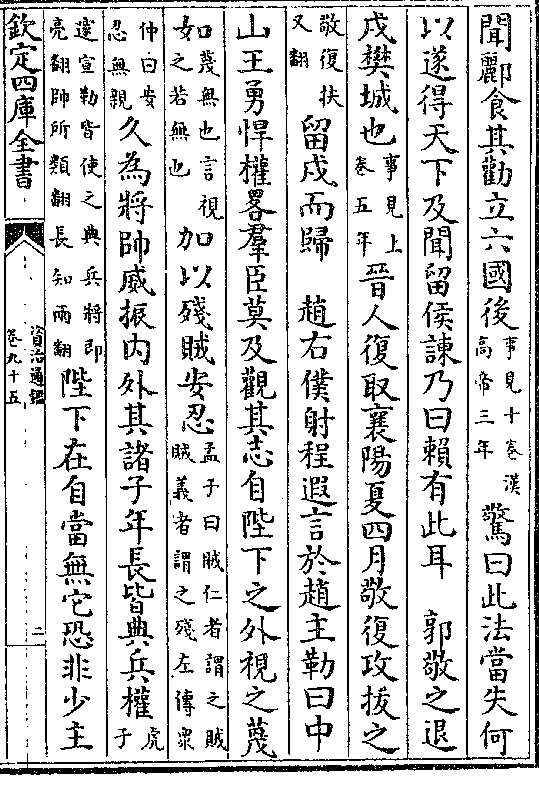 聞酈食其勸立六國後事見十卷漢高帝三年驚曰此法當失何
以遂得天下及聞留侯諫乃曰賴有此耳　郭敬之退
戍樊城也事見上卷五年晉人復取襄陽夏四月敬復攻拔之
敬復扶又翻留戍而歸　趙右僕射程遐言於趙主勒曰中
山王勇悍權畧羣臣莫及觀其志自陛下之外視之蔑
如蔑無也言視女之若無也加以殘賊安忍孟子曰賊仁者謂之賊賊義者謂之殘左傳衆
仲曰安忍無親久為將帥威振內外其諸子年長皆典兵權虎子
邃宣勒皆使之典兵將即亮翻帥所類翻長知兩翻陛下在自當無它恐非少主
欽定四庫全書
資治通鑑
卷九十五
二